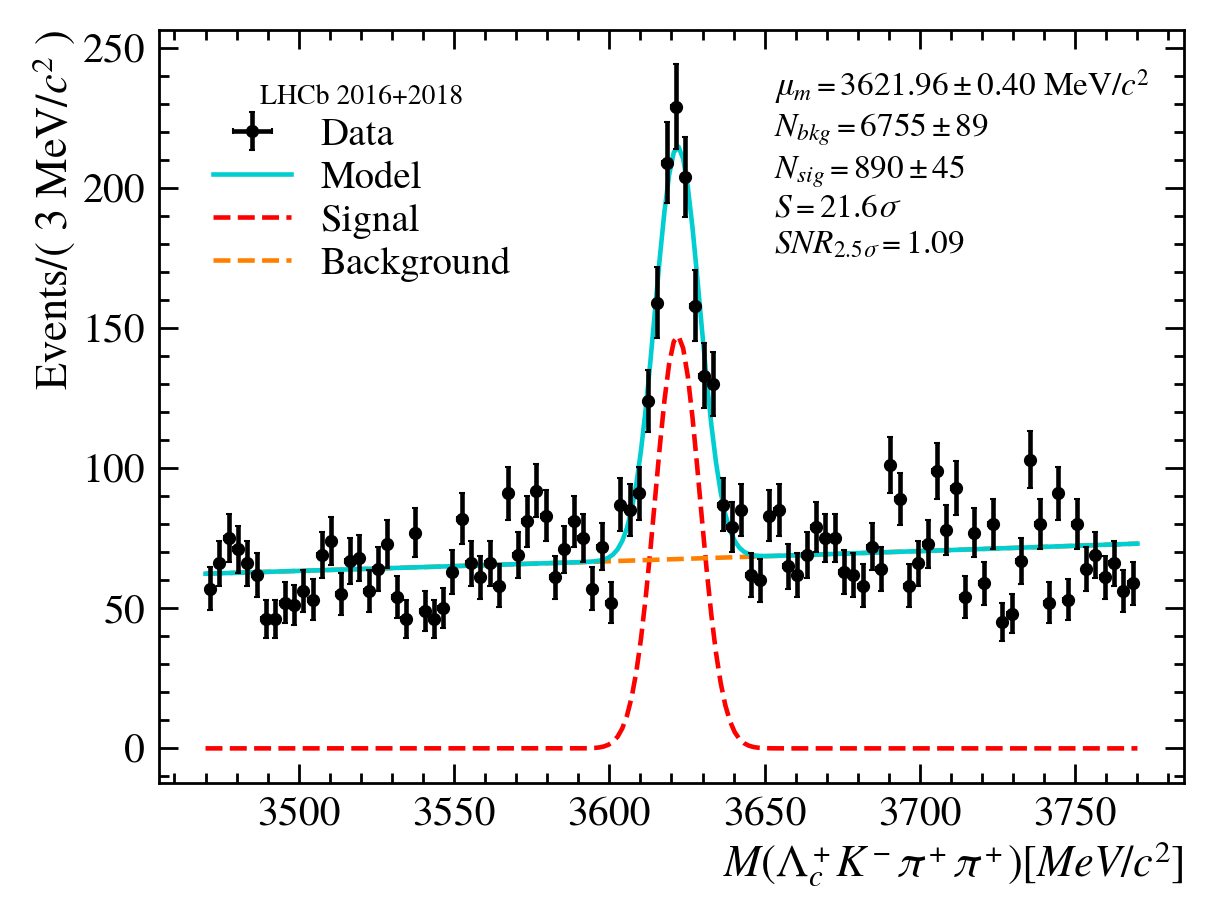 250
200
150
100
50
0
Events/( 3 MeV/c² )
LHCb 2016+2018
Data
Model
Signal
Background
μₘ = 3621.96 ± 0.40 MeV/c²
N_bkg = 6755 ± 89
N_sig = 890 ± 45
S = 21.6σ
SNR_2.5σ = 1.09
3500 3550 3600 3650 3700 3750
M(Λ_c⁺K⁻π⁺π⁺)[MeV/c²]